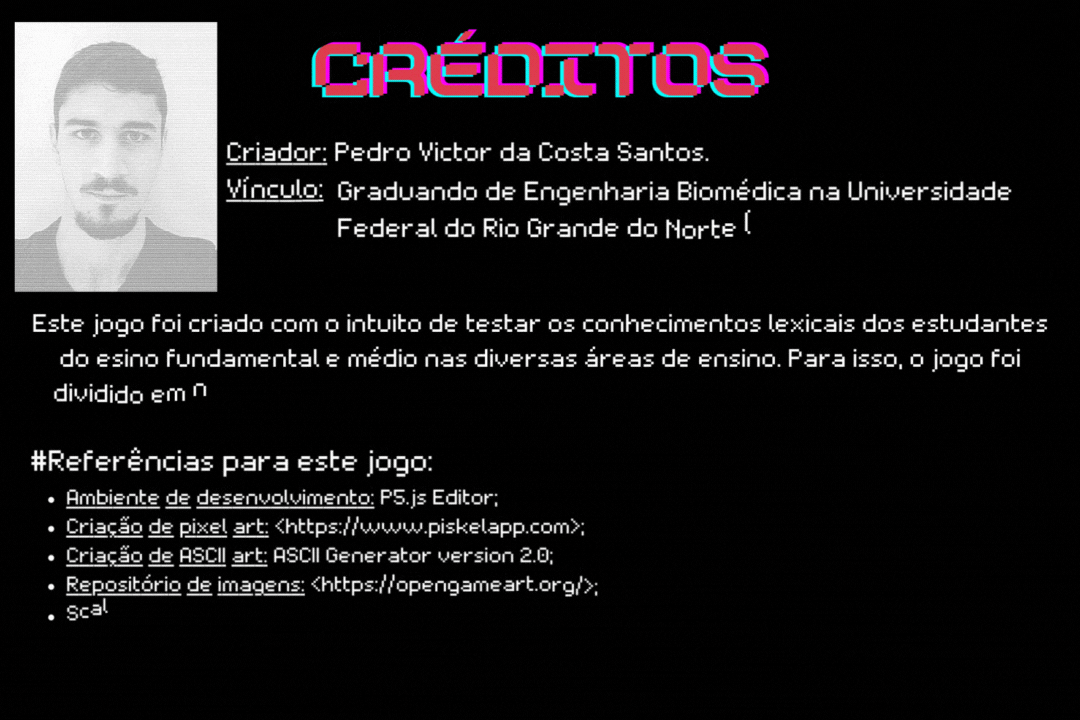 CRÉDITOS
Criador: Pedro Victor da Costa Santos.
Vínculo: Graduando de Engenharia Biomédica na Universidade
Federal do Rio Grande do Norte (
Este jogo foi criado com o intuito de testar os conhecimentos lexicais dos estudantes
do esino fundamental e médio nas diversas áreas de ensino. Para isso, o jogo foi
dividido em n
#Referências para este jogo:
• Ambiente de desenvolvimento: P5.js Editor;
• Criação de pixel art: <https://www.piskelapp.com>;
• Criação de ASCII art: ASCII Generator version 2.0;
• Repositório de imagens: <https://opengameart.org/>;
• Scal